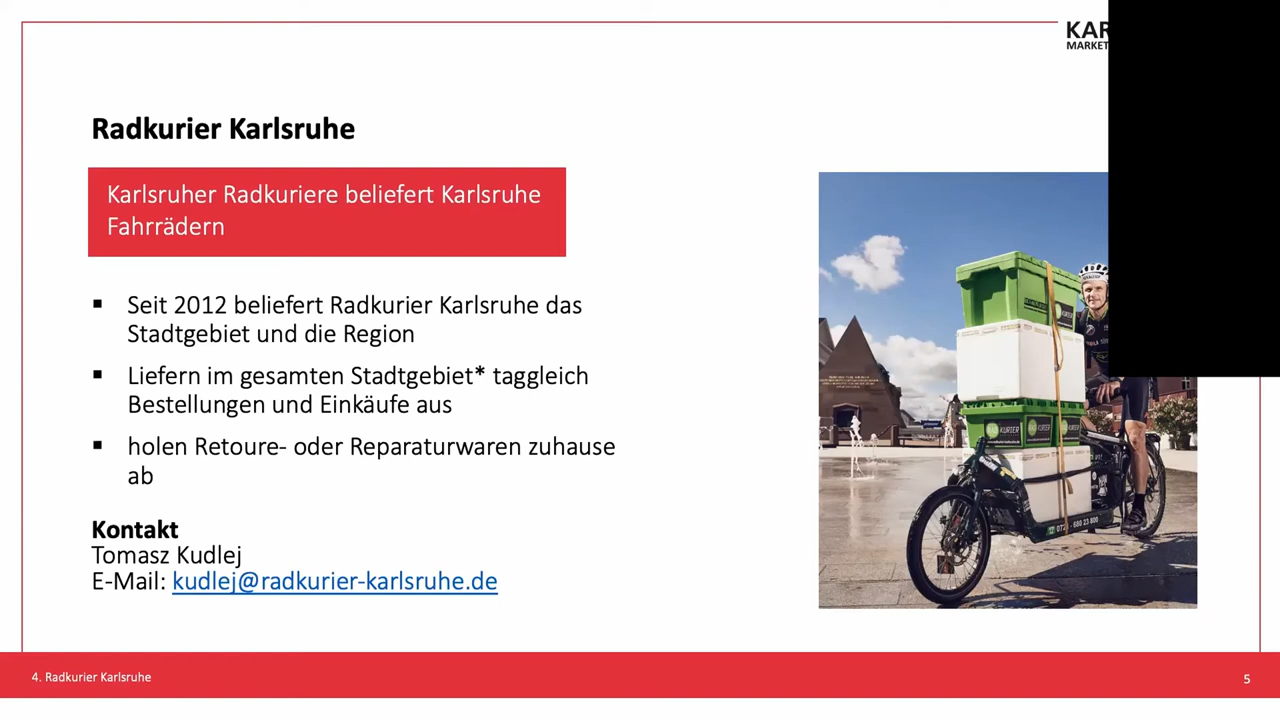 KAR
MARKET
Radkurier Karlsruhe
Karlsruher Radkuriere beliefert Karlsruhe
Fahrrädern
▪ Seit 2012 beliefert Radkurier Karlsruhe das
Stadtgebiet und die Region
▪ Liefern im gesamten Stadtgebiet* taggleich
Bestellungen und Einkäufe aus
▪ holen Retoure- oder Reparaturwaren zuhause
ab
Kontakt
Tomasz Kudlej
E-Mail: kudlej@radkurier-karlsruhe.de
RADKURIER
4. Radkurier Karlsruhe
5